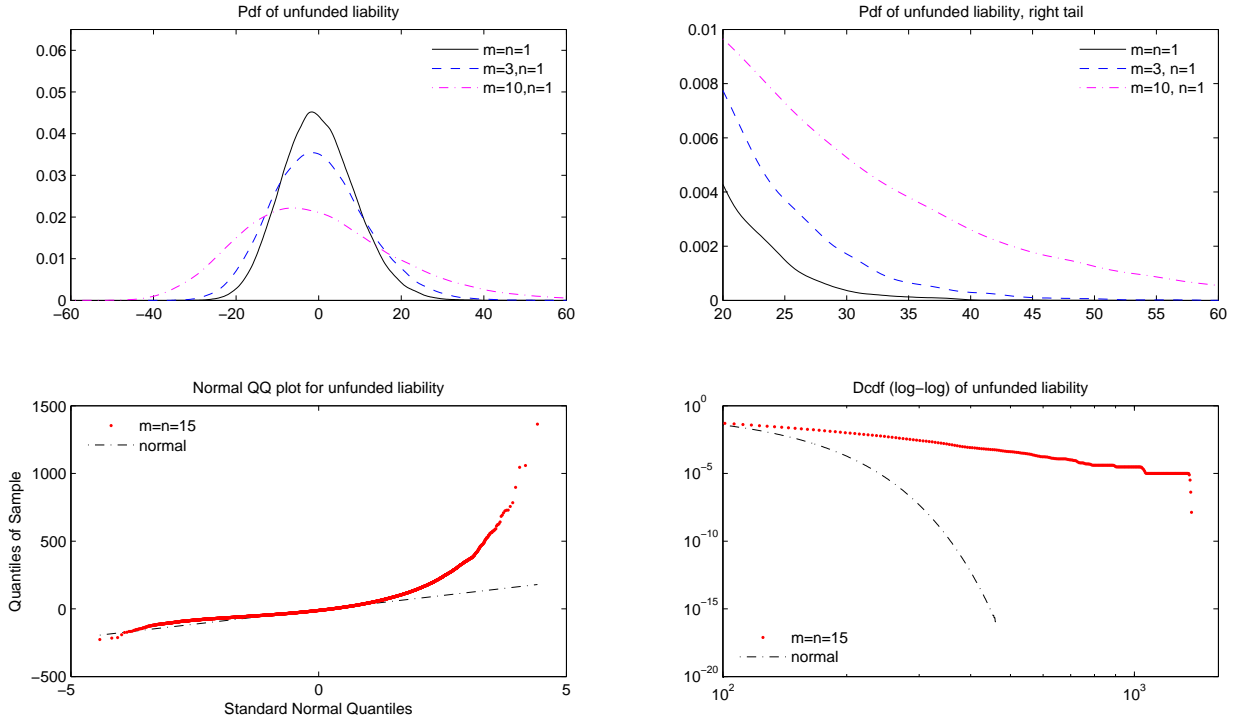 Pdf of unfunded liability
0.06
0.05
0.04
0.03
0.02
0.01
0
−60
−40
−20
0
20
40
60
m=n=1
m=3,n=1
m=10,n=1
Pdf of unfunded liability, right tail
0.01
0.008
0.006
0.004
0.002
0
20
25
30
35
40
45
50
55
60
m=n=1
m=3, n=1
m=10, n=1
Normal QQ plot for unfunded liability
Quantiles of Sample
1500
1000
500
0
−500
−5
0
5
Standard Normal Quantiles
m=n=15
normal
Dcdf (log−log) of unfunded liability
10^0
10^−5
10^−10
10^−15
10^−20
10^2
10^3
m=n=15
normal